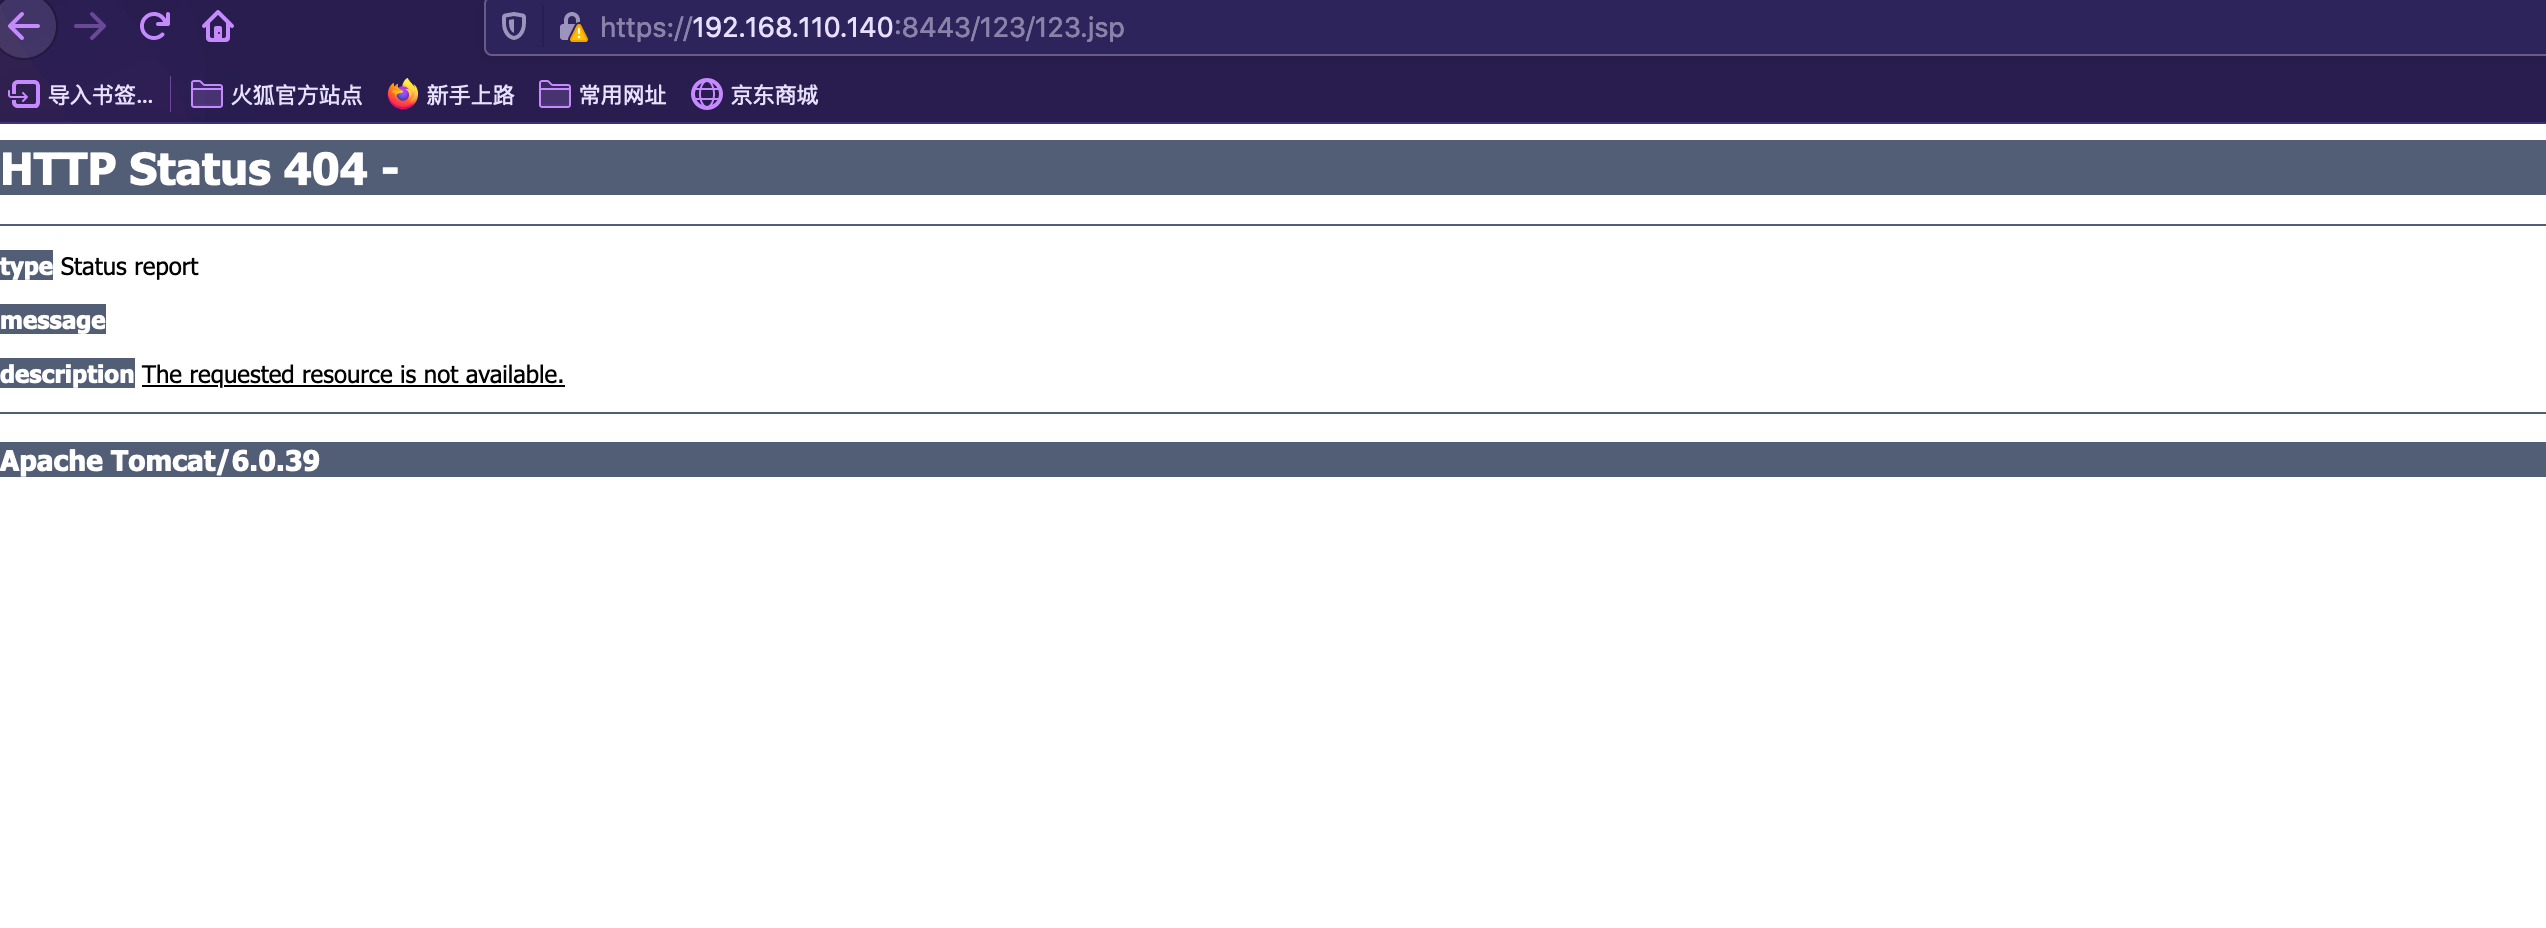 https://192.168.110.140:8443/123/123.jsp
导入书签... 火狐官方站点 新手上路 常用网址 京东商城
HTTP Status 404 -
type Status report
message
description The requested resource is not available.
Apache Tomcat/6.0.39